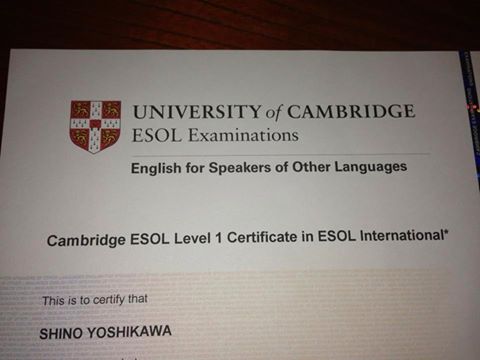 UNIVERSITY of CAMBRIDGE
ESOL Examinations
English for Speakers of Other Languages
Cambridge ESOL Level 1 Certificate in ESOL International*
This is to certify that
SHINO YOSHIKAWA